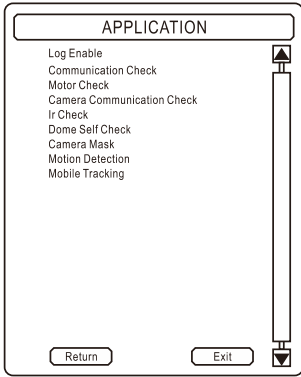 APPLICATION
Log Enable
Communication Check
Motor Check
Camera Communication Check
Ir Check
Dome Self Check
Camera Mask
Motion Detection
Mobile Tracking
Return
Exit